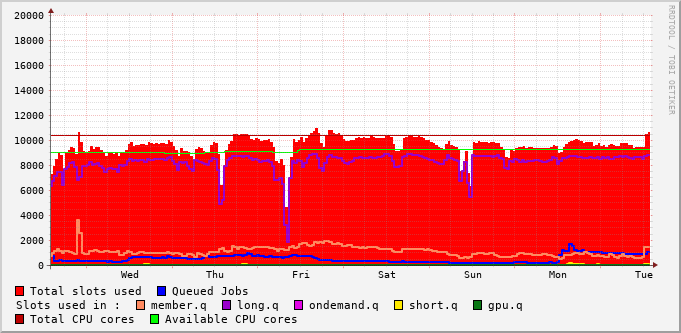 20000
18000
16000
14000
12000
10000
8000
6000
4000
2000
0
Wed Thu Fri Sat Sun Mon Tue
Total slots used Queued Jobs
Slots used in : member.q long.q ondemand.q short.q gpu.q
Total CPU cores Available CPU cores
RRDTOOL / TOBI OETIKER